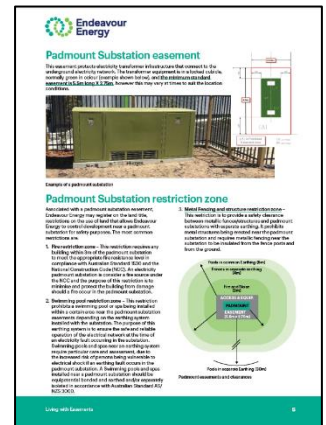 Endeavour
Energy
Padmount Substation easement
This easement protects electricity transformer infrastructure that connect to the
underground electricity network. The transformer equipment is in a locked cubicle,
normally green in colour (example shown below), and the minimum standard
easement is 5.5m long X 2.75m, however this may vary at times to suit the location
conditions.
Example of a padmount substation
Padmount Substation restriction zone
Associated with a padmount substation easement,
Endeavour Energy may register on the land title,
restrictions on the use of land that allows Endeavour
Energy to control development near a padmount
substation for safety purposes. The most common
restrictions are:
1. Fire restriction zone – This restriction requires any
building within 3m of the padmount substation
to meet the appropriate fire resistance level in
compliance with Australian Standard 1530 and the
National Construction Code (NCC). An electricity
padmount substation is consider a fire source under
the NCC and the purpose of this restriction is to
minimise and protect the building from damage
should a fire occur in the padmount substation.
2. Swimming pool restriction zone – This restriction
prohibits a swimming pool or spa being installed
within a certain area near the padmount substation
easements depending on the earthing system
installed with the substation. The purpose of this
earthing system is to ensure the safe and reliable
operation of the electrical network at the time of
an electricity fault occurring in the substation.
Swimming pools and spas near an earthing system
require particular care and assessment, due to
the increased risk of persons being vulnerable to
electrical shock if an earthing fault occurs in the
padmount substation. A Swimming pools and spas
installed near a padmount substation should be
equipotential bonded and earthed and/or separately
isolated in accordance with Australian Standard AS/
NZS 3000.
3. Metal Fencing and structure restriction zone –
This restriction is to provide a safety clearance
between metallic fences/structures and padmount
substations with separate earthing. It prohibits
metal structures being erected near the padmount
substation and requires metallic fencing near the
substation to be insulated from the fence posts and
from the ground.
Padmount easements and clearances
Living with Easements